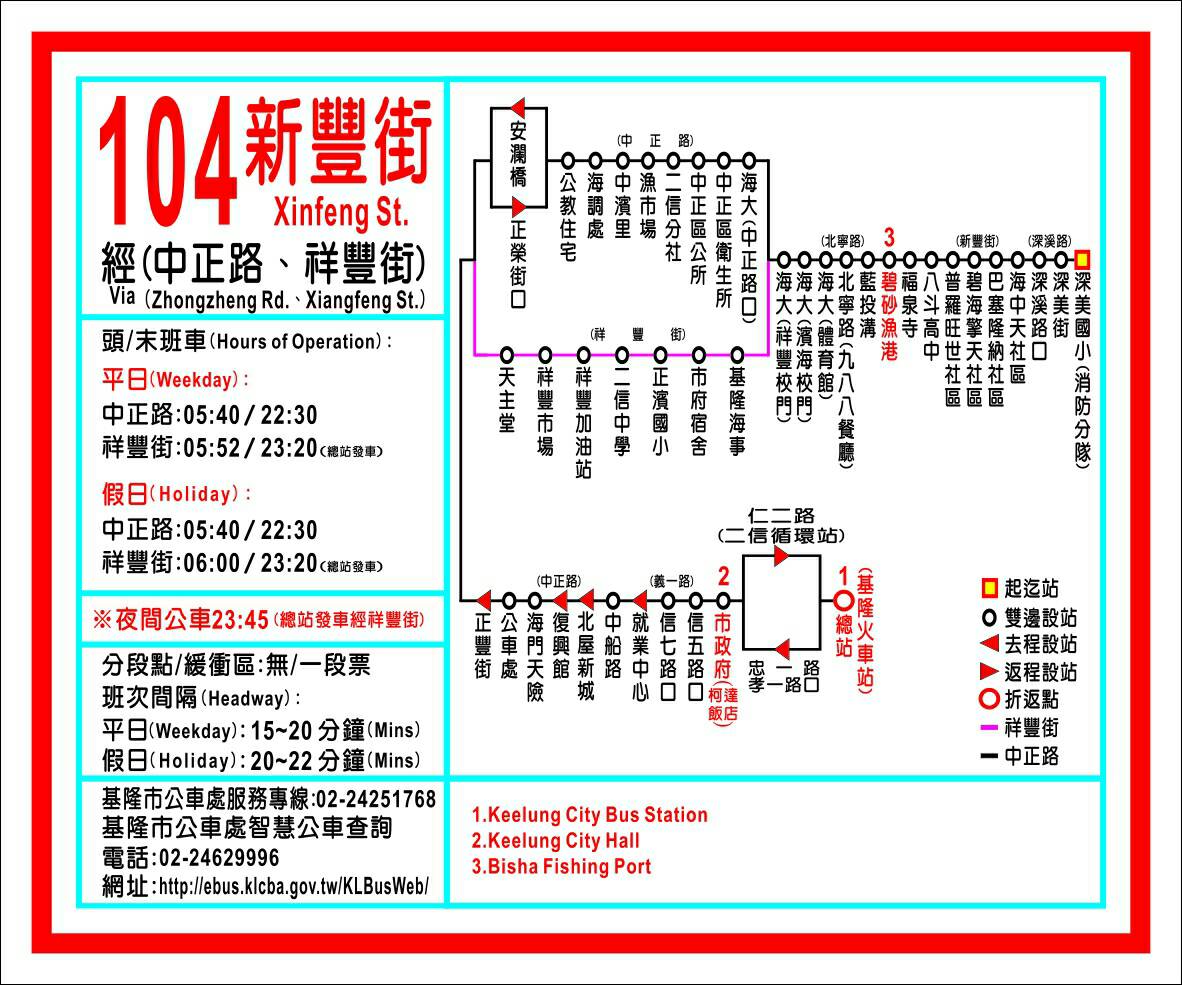 104新豐街
Xinfeng St.
經(中正路、祥豐街)
Via (Zhongzheng Rd.、Xiangfeng St.)
頭/末班車(Hours of Operation):
平日(Weekday):
中正路:05:40/22:30
祥豐街:05:52/23:20(總站發車)
假日(Holiday):
中正路:05:40/22:30
祥豐街:06:00/23:20(總站發車)
※夜間公車23:45(總站發車經祥豐街)
分段點/緩衝區:無/一段票
班次間隔(Headway):
平日(Weekday):15~20分鐘(Mins)
假日(Holiday):20~22分鐘(Mins)
基隆市公車處服務專線:02-24251768
基隆市公車處智慧公車查詢
電話:02-24629996
網址:http://ebus.klcba.gov.tw/KLBusWeb/
安瀾橋
正榮街口
(中正路)
公教住宅
海調處
中濱里
漁市場
二信分社
中正區公所
中正區衛生所
海大(中正路口)
(祥豐街)
天主堂
祥豐市場
祥豐加油站
二信中學
正濱國小
市府宿舍
基隆海事
(北寧路)
3
(新豐街)
(深溪路)
海大(祥豐校門)
海大(濱海校門)
海大(體育館)
北寧路(九八八餐廳)
藍投溝
碧砂漁港
福泉寺
八斗高中
普羅旺世社區
碧海擎天社區
巴塞隆納社區
海中天社區
深溪路口
深美街
深美國小(消防分隊)
仁二路
(二信循環站)
(中正路)
(義一路)
2
1
正豐街
公車處
海門天險
復興館
北屋新城
中船路
就業中心
信七路口
信五路口
市政府(柯達飯店)
忠一路
孝一路口
總站
(基隆火車站)
起迄站
雙邊設站
去程設站
返程設站
折返點
祥豐街
中正路
1.Keelung City Bus Station
2.Keelung City Hall
3.Bisha Fishing Port